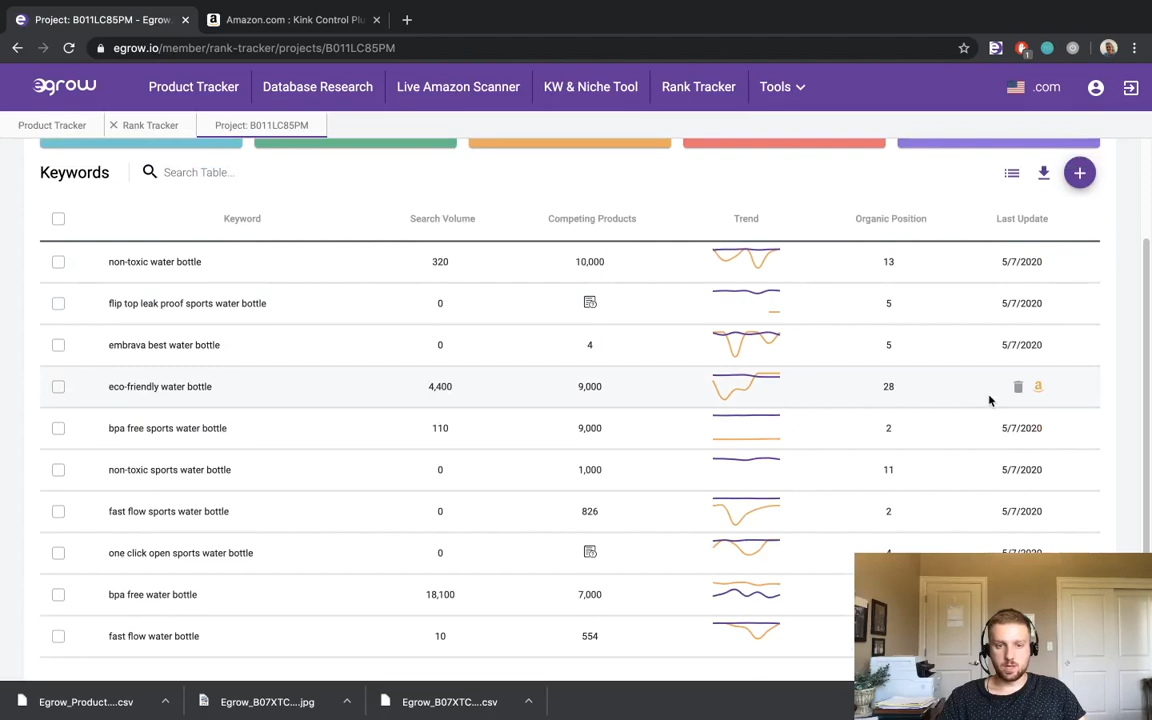 Project: B011LC85PM - Egrow.
Amazon.com : Kink Control Plu
egrow.io/member/rank-tracker/projects/B011LC85PM
1
egrow
Product Tracker
Database Research
Live Amazon Scanner
KW & Niche Tool
Rank Tracker
Tools
.com
Product Tracker
Rank Tracker
Project: B011LC85PM
Keywords
Search Table...
Keyword Search Volume Competing Products Trend Organic Position Last Update
non-toxic water bottle 320 10,000 13 5/7/2020
flip top leak proof sports water bottle 0 5 5/7/2020
embrava best water bottle 0 4 5 5/7/2020
eco-friendly water bottle 4,400 9,000 28
bpa free sports water bottle 110 9,000 2 5/7/2020
non-toxic sports water bottle 0 1,000 11 5/7/2020
fast flow sports water bottle 0 826 2 5/7/2020
one click open sports water bottle 0
bpa free water bottle 18,100 7,000
fast flow water bottle 10 554
Egrow_Product....csv
Egrow_B07XTC....jpg
Egrow_B07XTC....csv